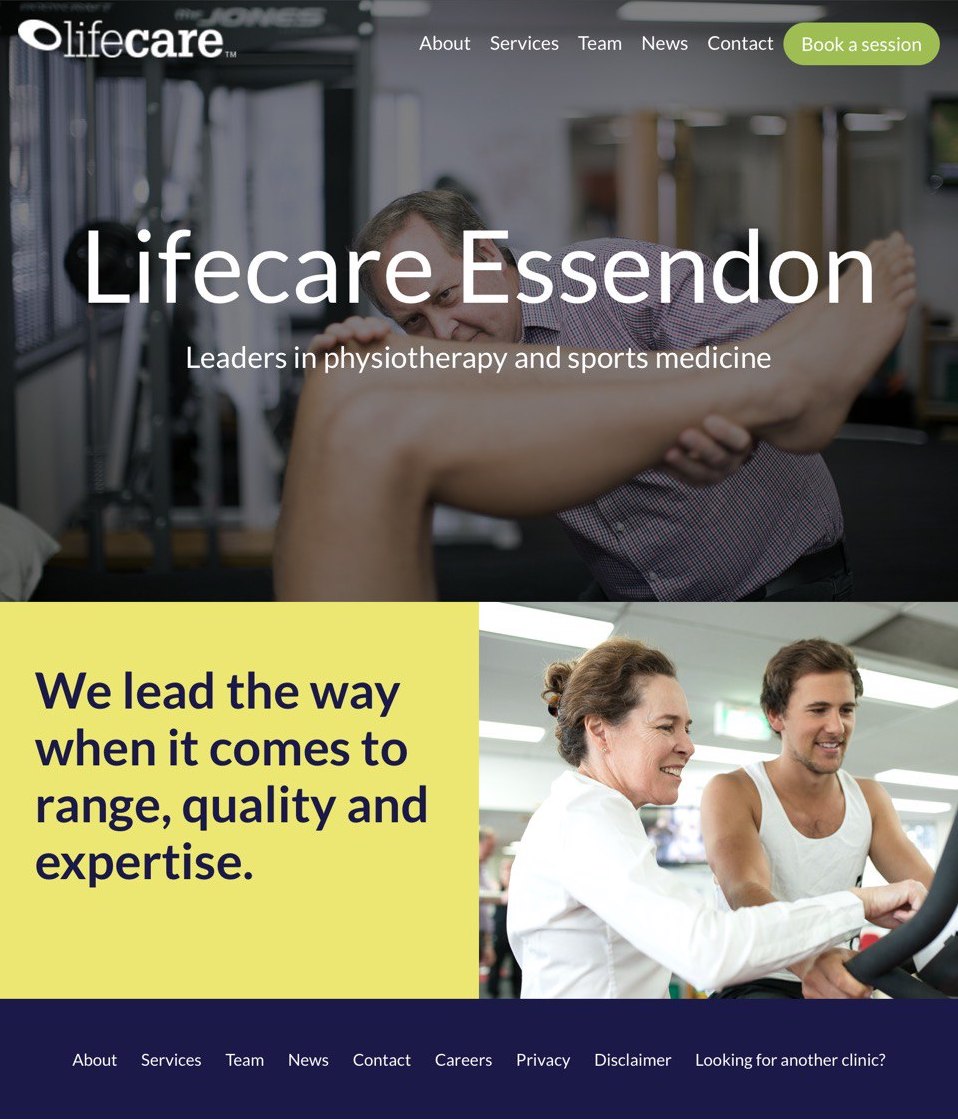 the JONES
lifecare™
About Services Team News Contact Book a session
Lifecare Essendon
Leaders in physiotherapy and sports medicine
We lead the way
when it comes to
range, quality and
expertise.
About Services Team News Contact Careers Privacy Disclaimer Looking for another clinic?